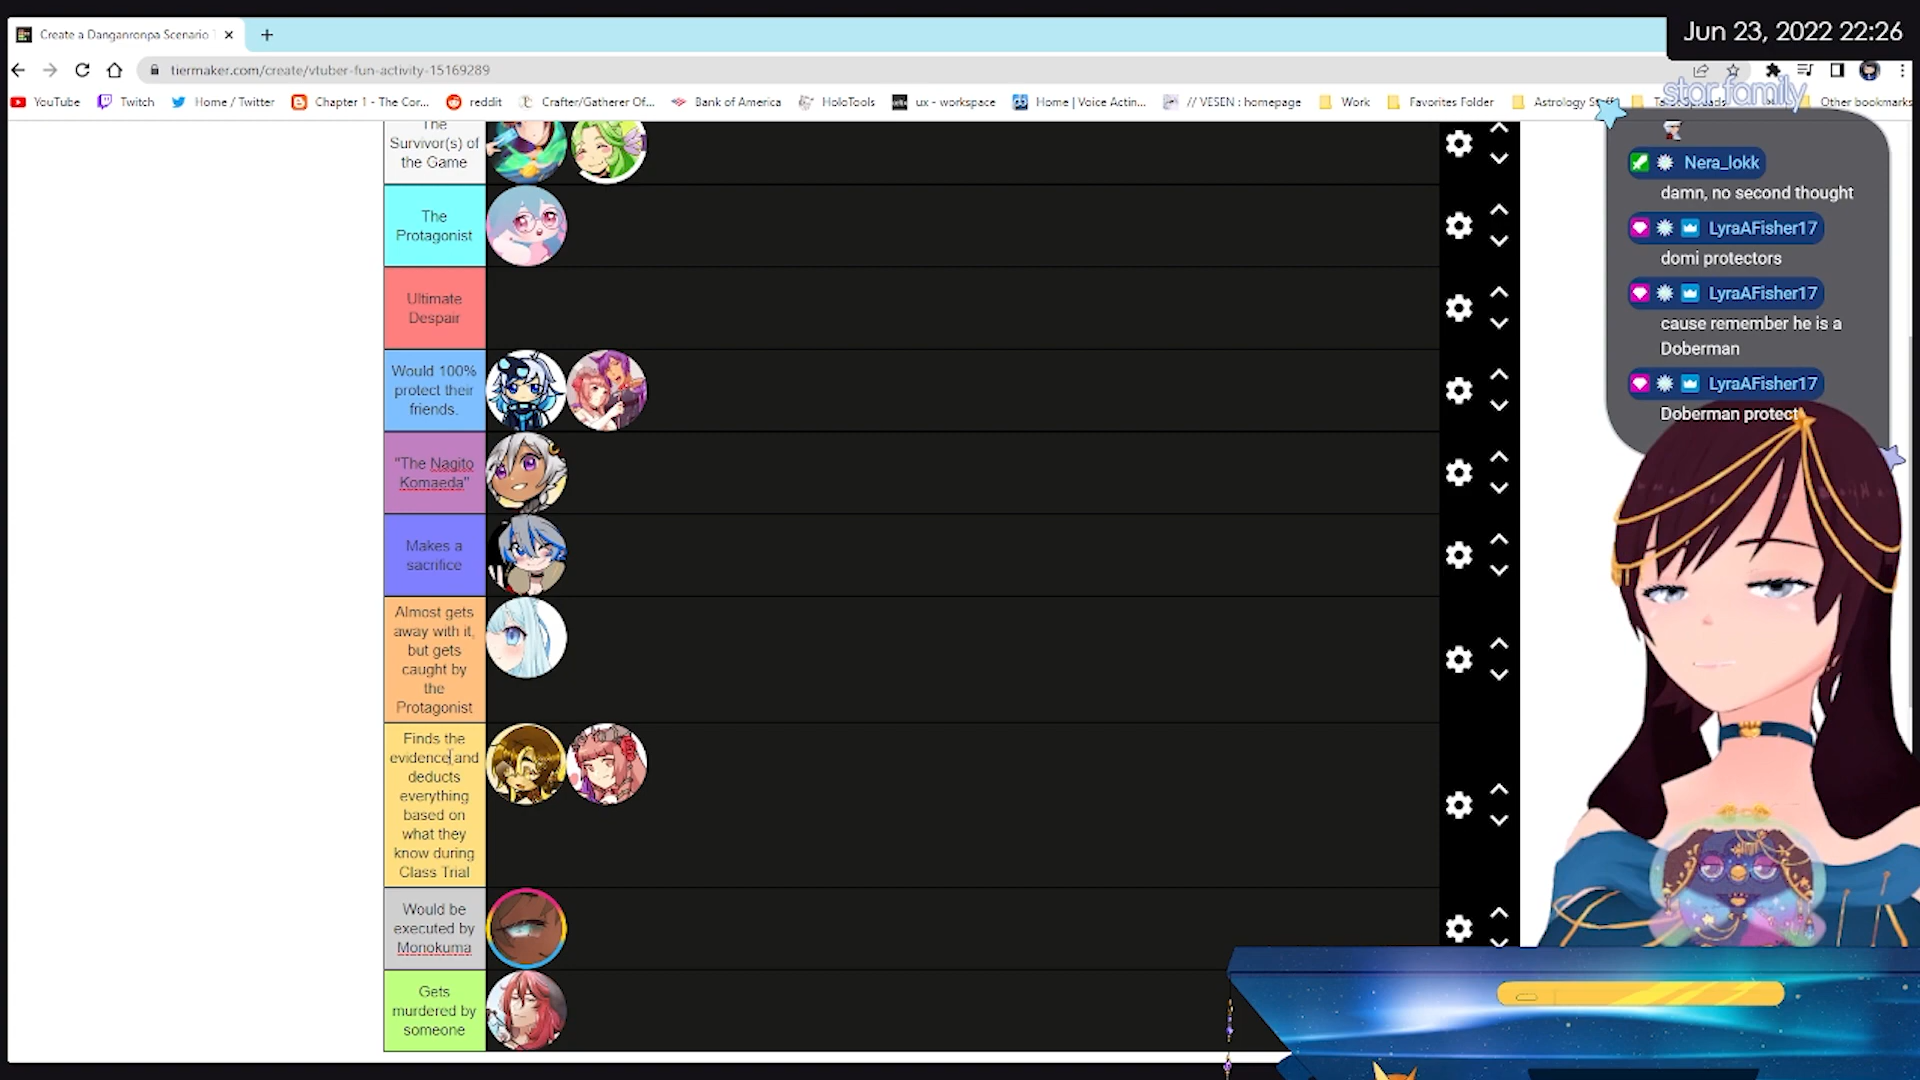 Create a Danganronpa Scenario T
Jun 23, 2022 22:26
tiermaker.com/create/vtuber-fun-activity-15169289
YouTube
Twitch
Home / Twitter
Chapter 1 - The Cor...
reddit
Crafter/Gatherer Of...
Bank of America
HoloTools
ux - workspace
Home | Voice Actin...
// VESEN : homepage
Work
Favorites Folder
Astrology Stuff
Other bookmarks
star family
The
Survivor(s) of
the Game
The
Protagonist
Ultimate
Despair
Would 100%
protect their
friends.
"The Nagito
Komaeda"
Makes a
sacrifice
Almost gets
away with it,
but gets
caught by
the
Protagonist
Finds the
evidence and
deducts
everything
based on
what they
know during
Class Trial
Would be
executed by
Monokuma
Gets
murdered by
someone
Nera_lokk
damn, no second thought
LyraAFisher17
domi protectors
LyraAFisher17
cause remember he is a
Doberman
LyraAFisher17
Doberman protect